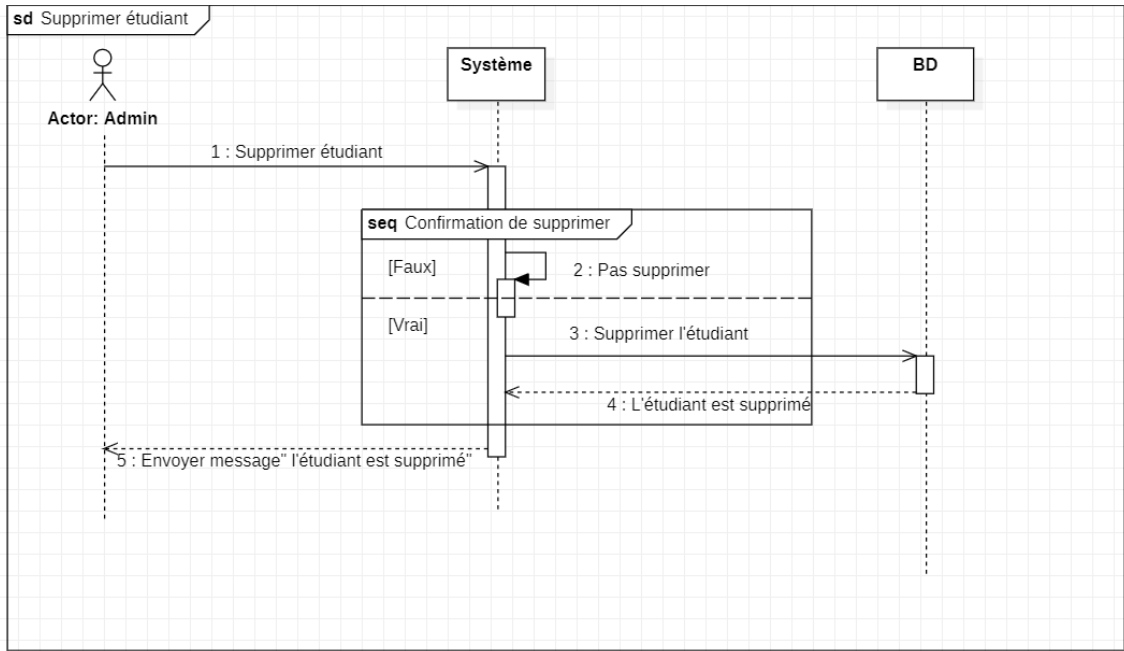 sd Supprimer étudiant
Système
BD
Actor: Admin
1 : Supprimer étudiant
seq Confirmation de supprimer
[Faux]
2 : Pas supprimer
[Vrai]
3 : Supprimer l'étudiant
4 : L'étudiant est supprimé
5 : Envoyer message" l'étudiant est supprimé"